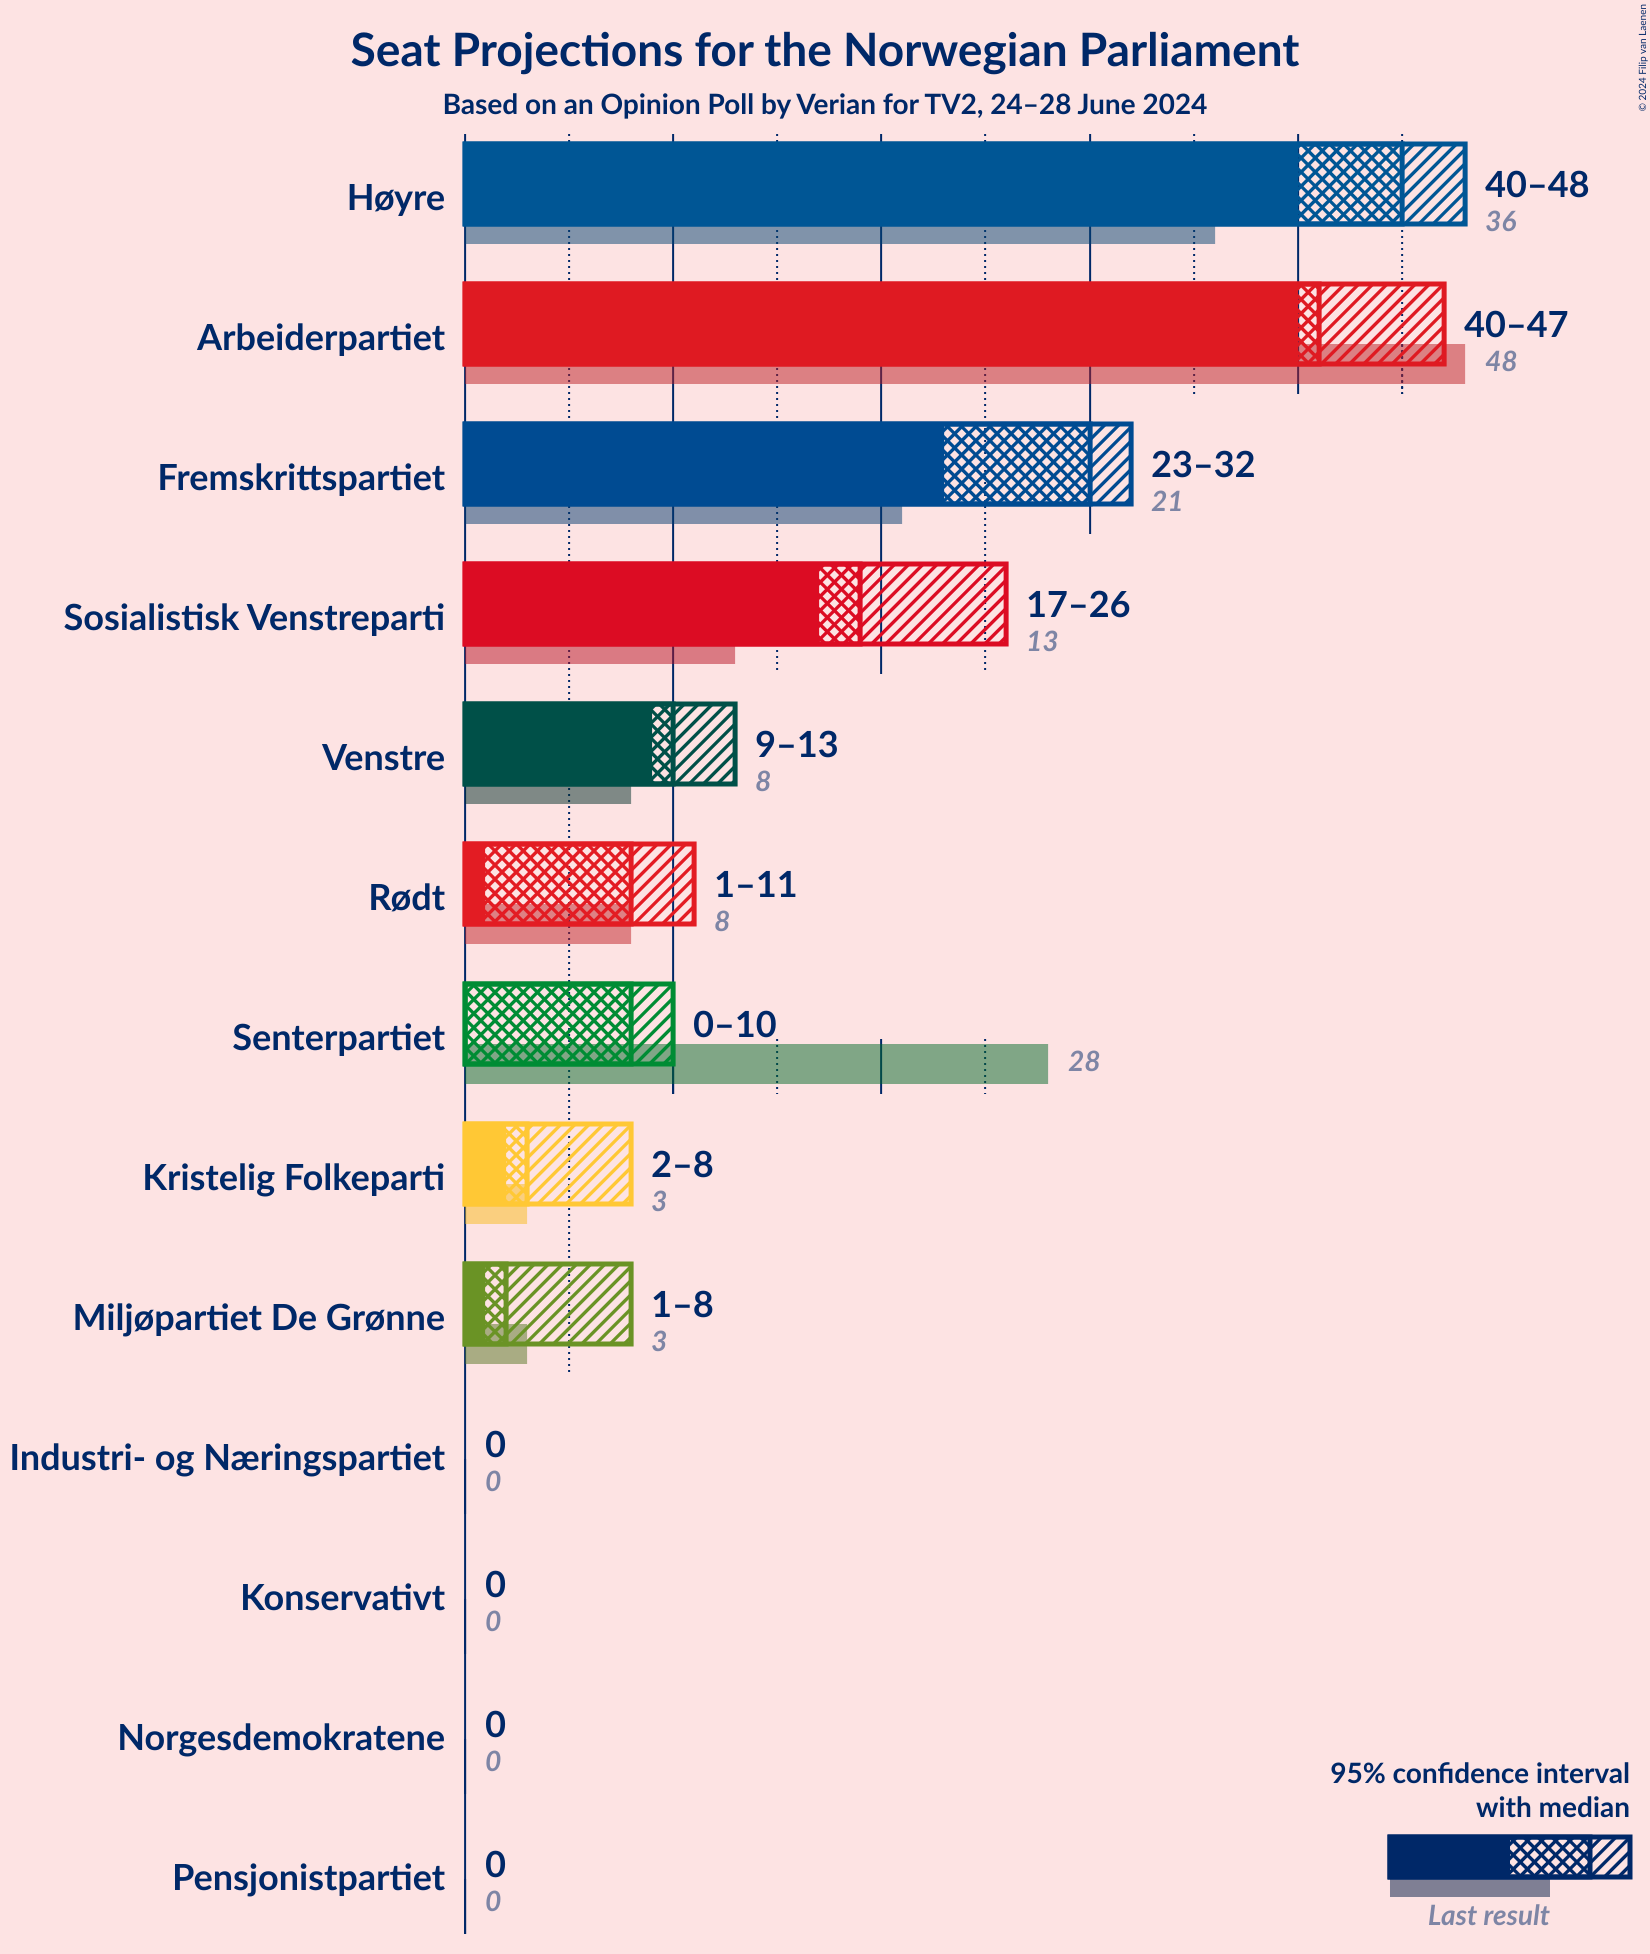 Seat Projections for the Norwegian Parliament
Based on an Opinion Poll by Verian for TV2, 24–28 June 2024
© 2024 Filip van Laenen
Høyre
40–48
36
Arbeiderpartiet
40–47
48
Fremskrittspartiet
23–32
21
Sosialistisk Venstreparti
17–26
13
Venstre
9–13
8
Rødt
1–11
8
Senterpartiet
0–10
28
Kristelig Folkeparti
2–8
3
Miljøpartiet De Grønne
1–8
3
Industri- og Næringspartiet
0
0
Konservativt
0
0
Norgesdemokratene
0
0
Pensjonistpartiet
0
0
95% confidence interval
with median
Last result